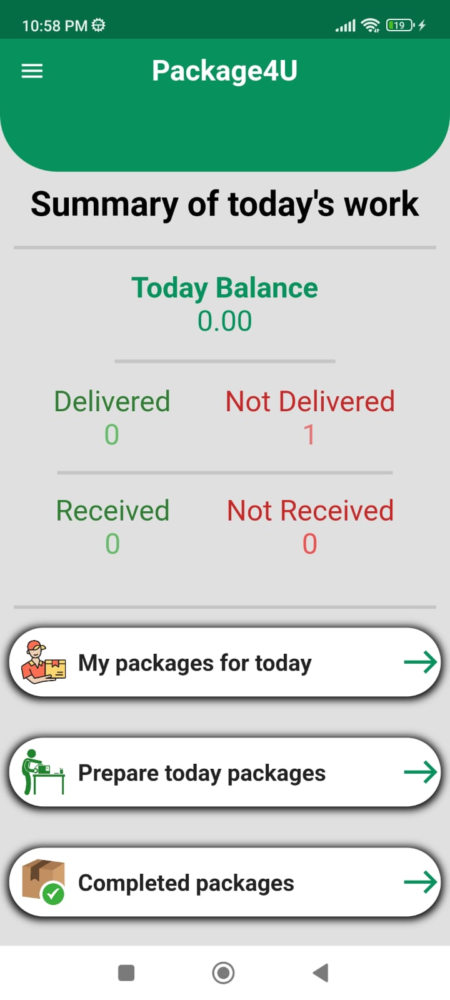 10:58 PM
19
Package4U
Summary of today's work
Today Balance
0.00
Delivered Not Delivered
0 1
Received Not Received
0 0
My packages for today
Prepare today packages
Completed packages